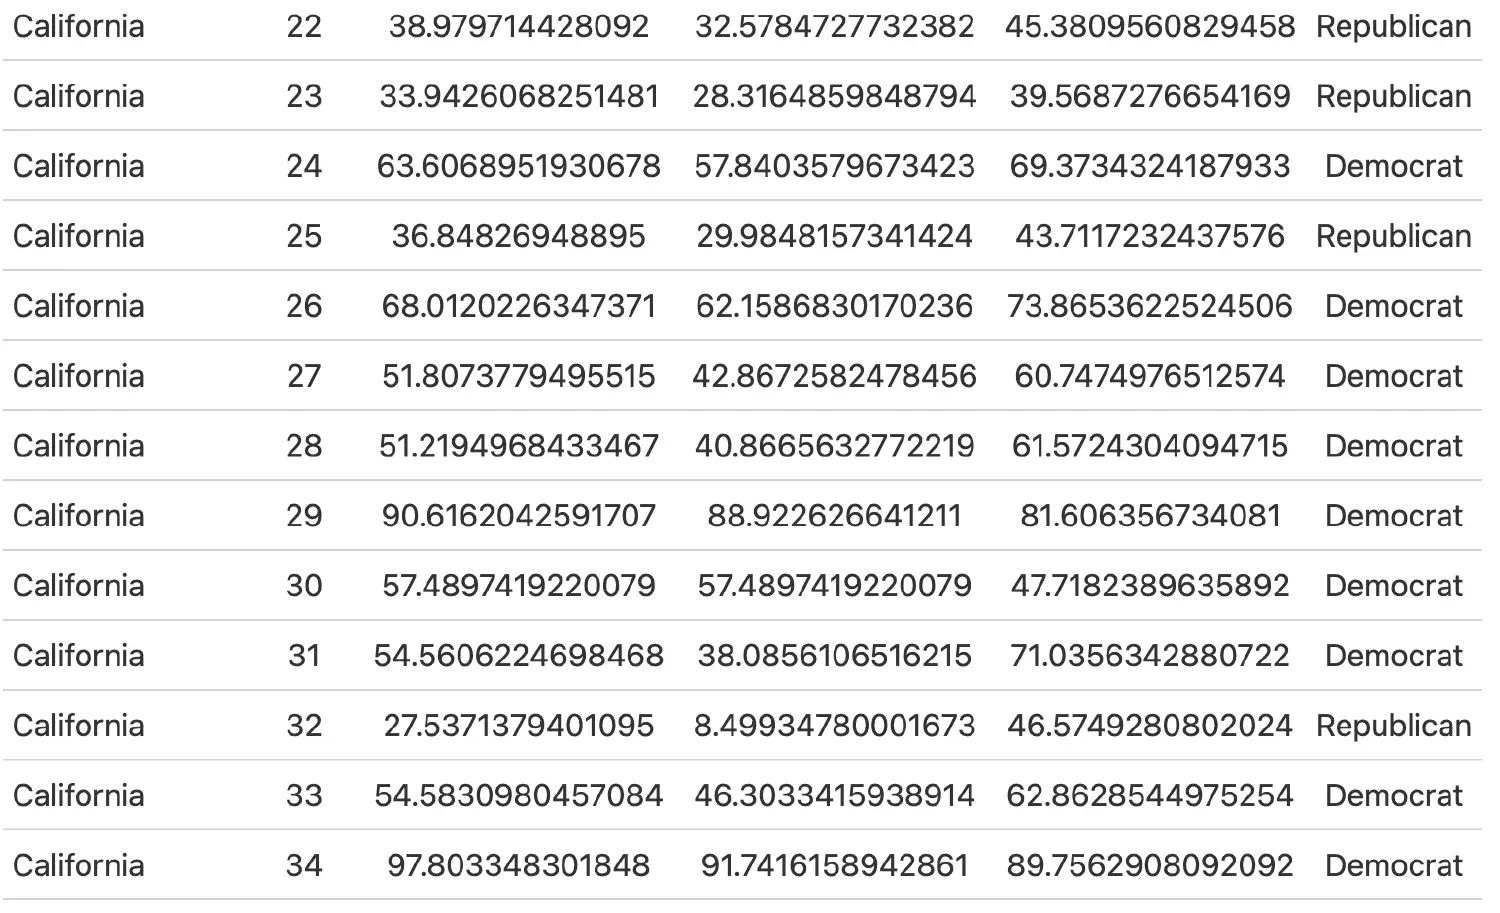 California 22 38.979714428092 32.5784727732382 45.3809560829458 Republican
California 23 33.9426068251481 28.3164859848794 39.5687276654169 Republican
California 24 63.6068951930678 57.8403579673423 69.3734324187933 Democrat
California 25 36.84826948895 29.9848157341424 43.7117232437576 Republican
California 26 68.0120226347371 62.1586830170236 73.8653622524506 Democrat
California 27 51.8073779495515 42.8672582478456 60.7474976512574 Democrat
California 28 51.2194968433467 40.8665632772219 61.5724304094715 Democrat
California 29 90.6162042591707 88.922626641211 81.606356734081 Democrat
California 30 57.4897419220079 57.4897419220079 47.7182389635892 Democrat
California 31 54.5606224698468 38.0856106516215 71.0356342880722 Democrat
California 32 27.5371379401095 8.49934780001673 46.5749280802024 Republican
California 33 54.5830980457084 46.3033415938914 62.8628544975254 Democrat
California 34 97.803348301848 91.7416158942861 89.7562908092092 Democrat